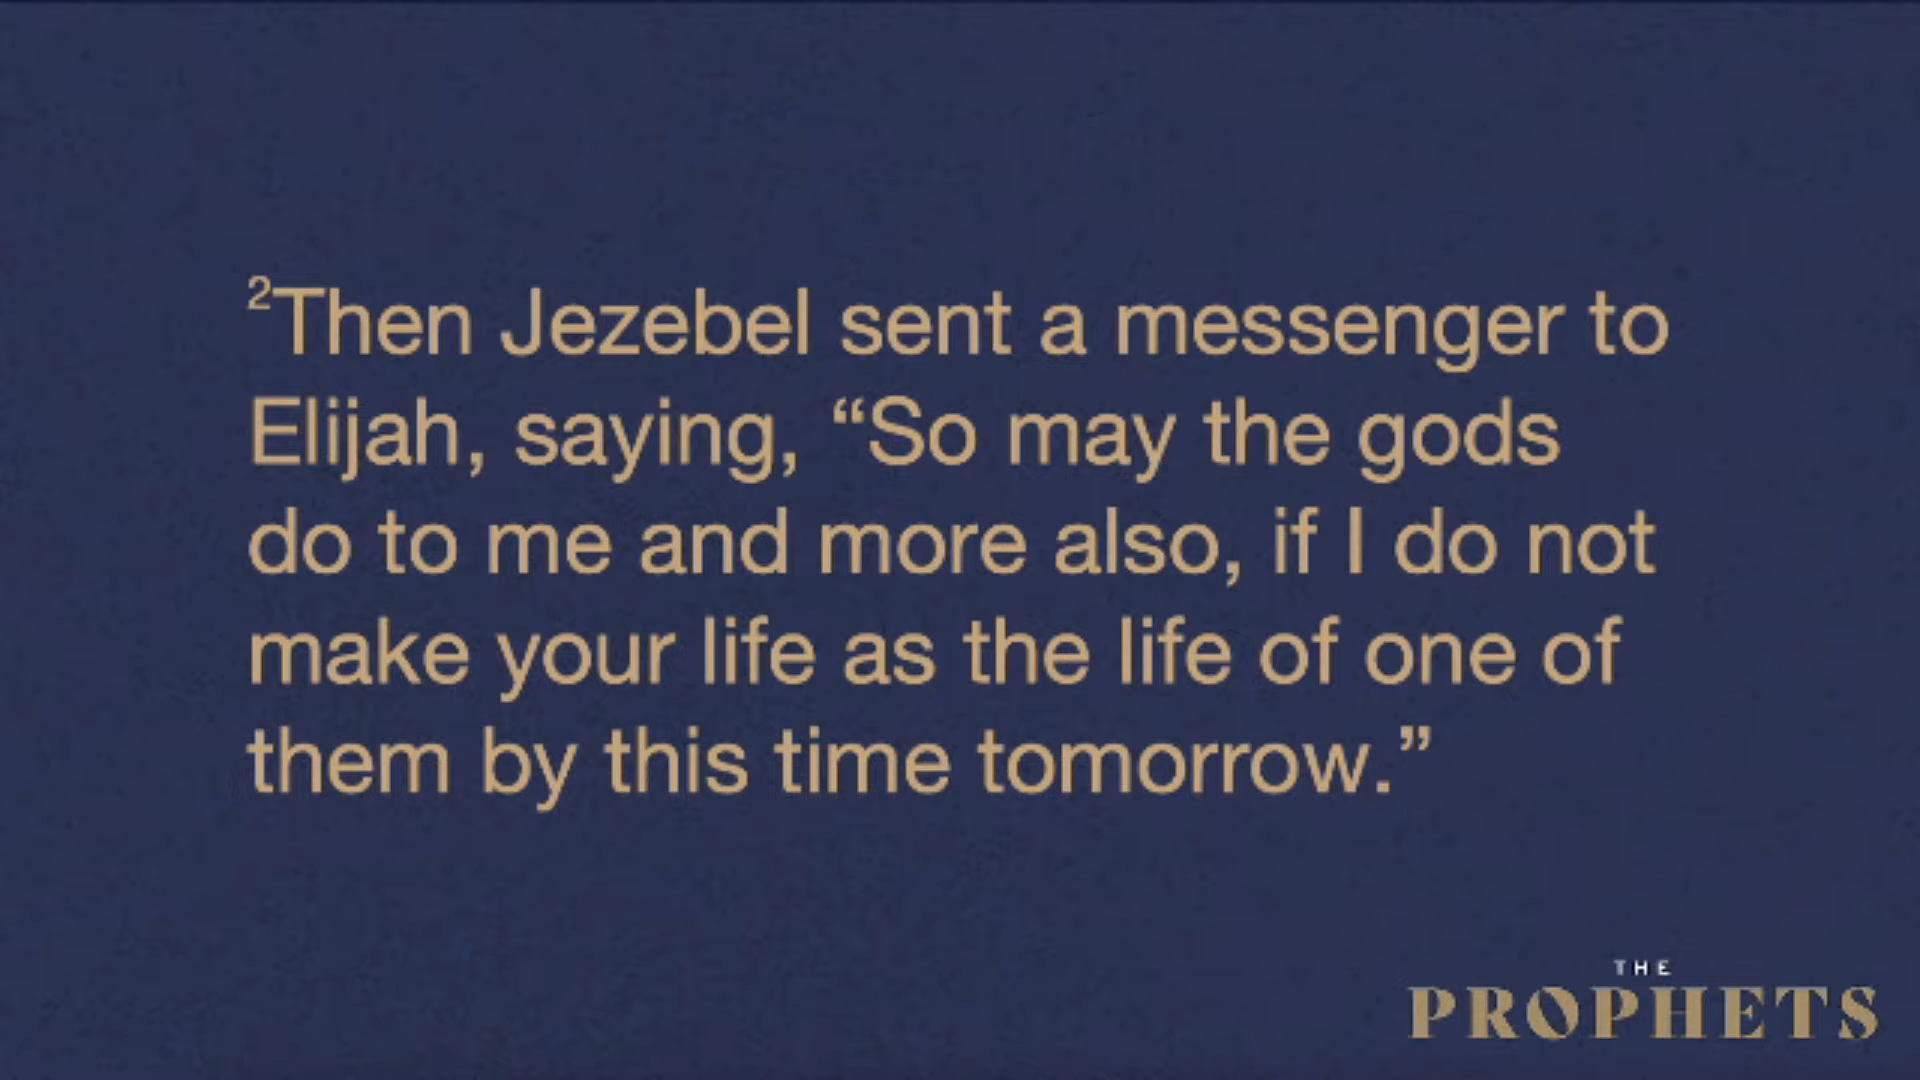 ²Then Jezebel sent a messenger to
Elijah, saying, “So may the gods
do to me and more also, if I do not
make your life as the life of one of
them by this time tomorrow.”
THE
PROPHETS